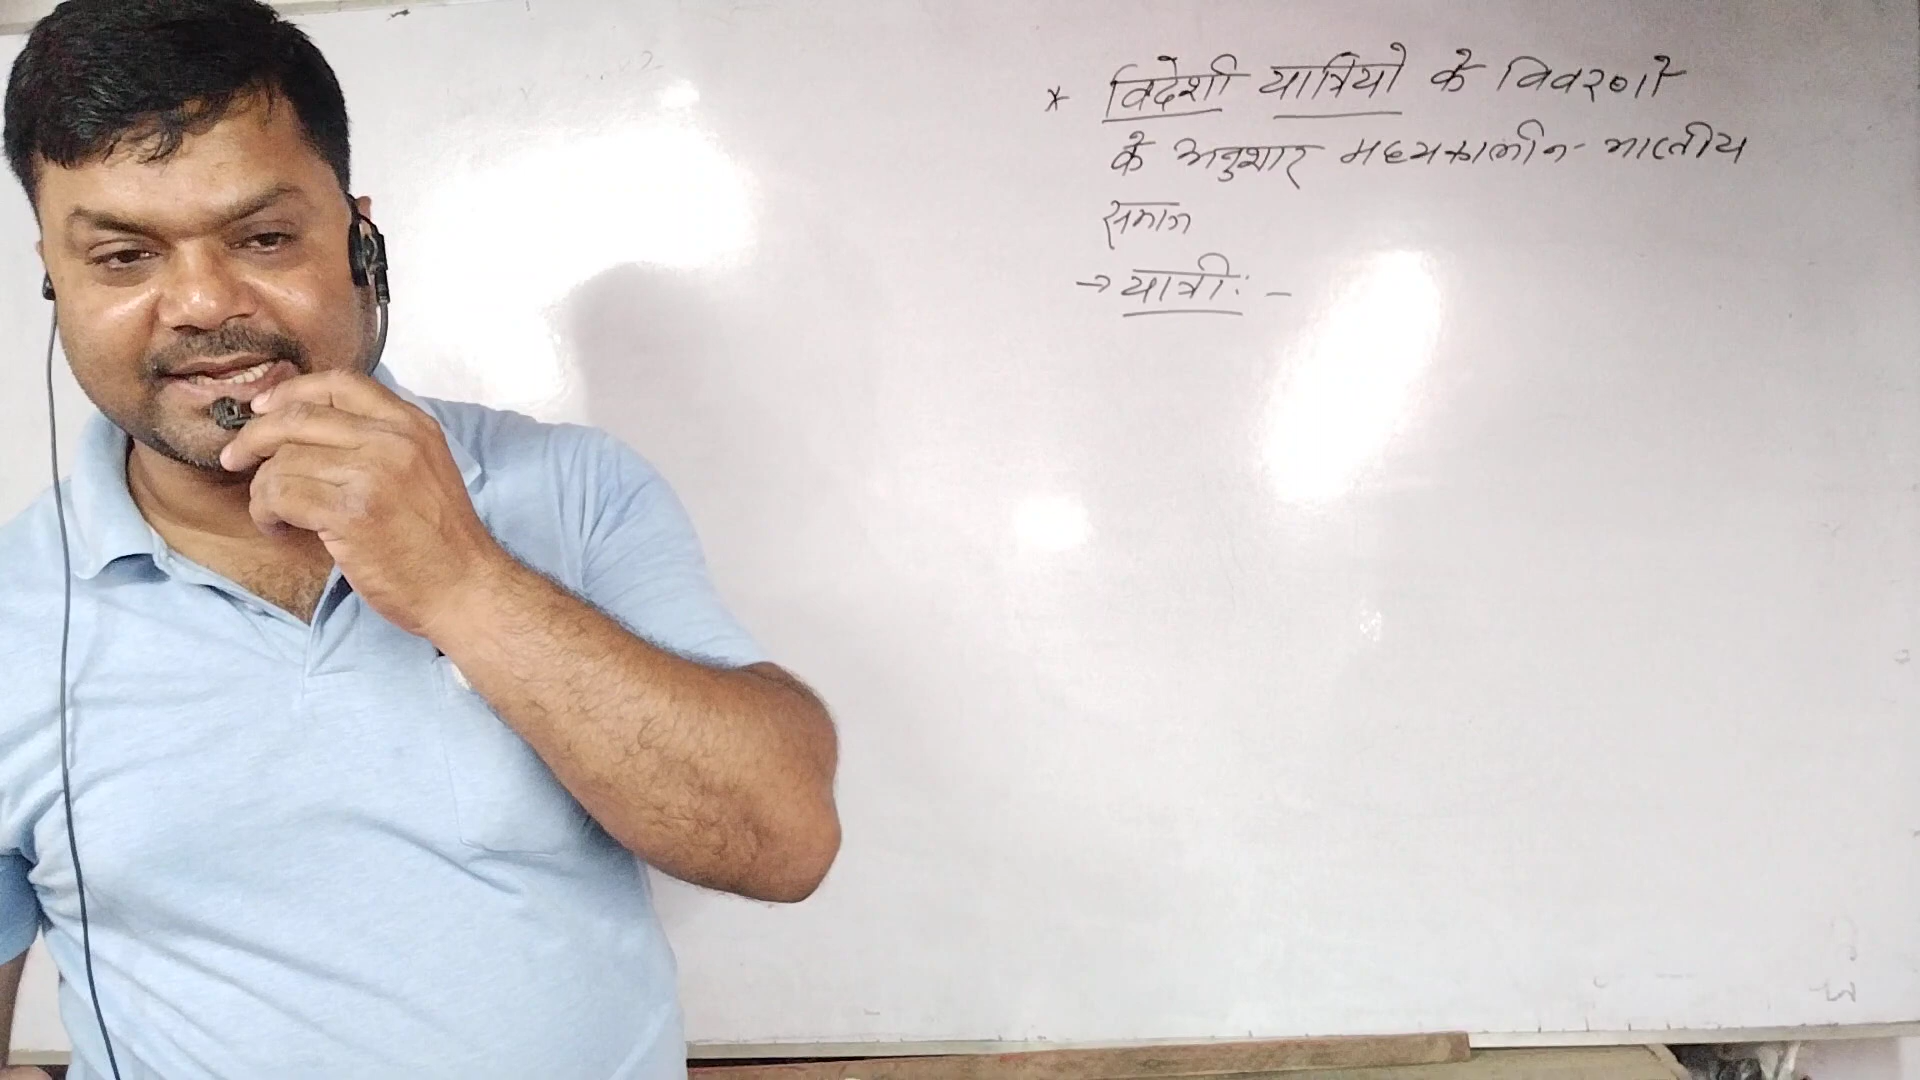 * विदेशी यात्रियों के विवरणों
के अनुशार मध्यकालीन- भारतीय
समाज
→ यात्री: -